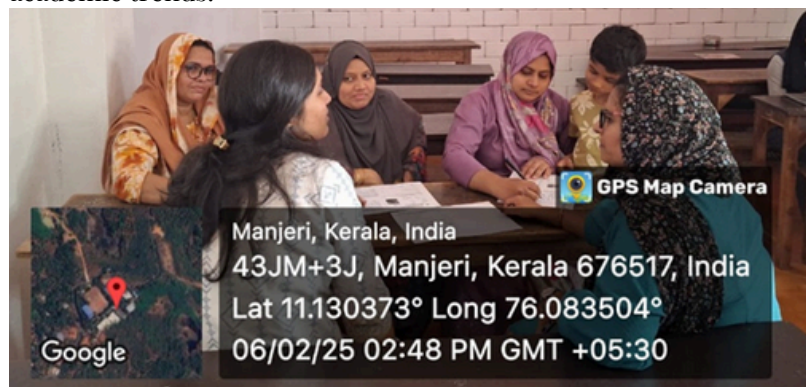 academic trends.
GPS Map Camera
Manjeri, Kerala, India
43JM+3J, Manjeri, Kerala 676517, India
Lat 11.130373° Long 76.083504°
06/02/25 02:48 PM GMT +05:30
Google